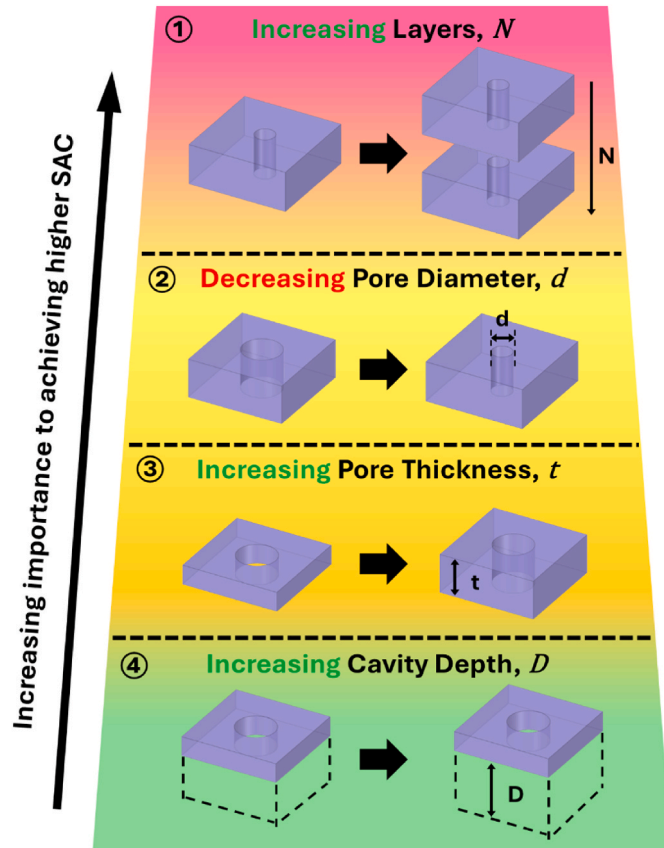 ① Increasing Layers, N
N
② Decreasing Pore Diameter, d
d
③ Increasing Pore Thickness, t
t
④ Increasing Cavity Depth, D
D
Increasing importance to achieving higher SAC